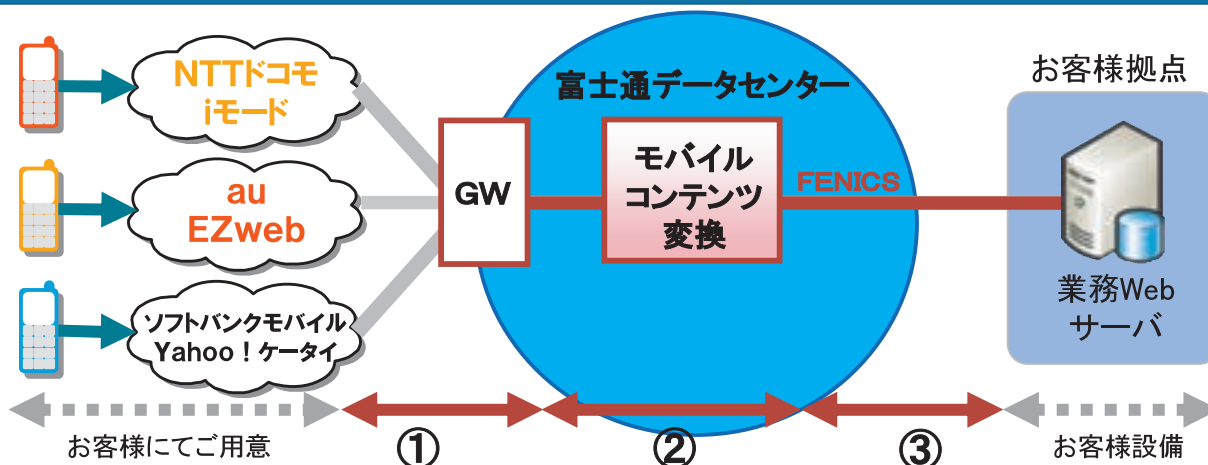 NTTドコモ
iモード
au
EZweb
ソフトバンクモバイル
Yahoo！ケータイ
GW
富士通データセンター
モバイル
コンテンツ
変換
FENICS
お客様拠点
業務Web
サーバ
お客様にてご用意
①
②
③
お客様設備